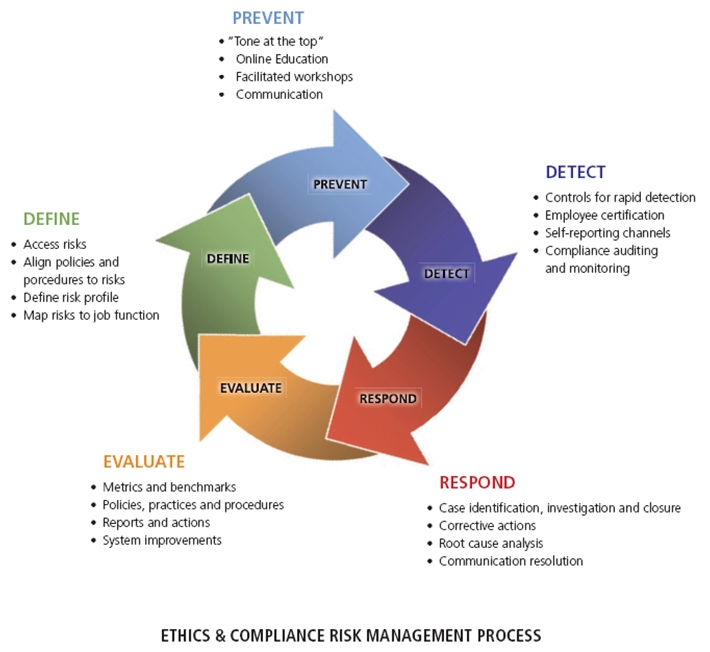 PREVENT
• “Tone at the top”
• Online Education
• Facilitated workshops
• Communication
DETECT
• Controls for rapid detection
• Employee certification
• Self-reporting channels
• Compliance auditing
and monitoring
DEFINE
• Access risks
• Align policies and
porcedures to risks
• Define risk profile
• Map risks to job function
PREVENT
DETECT
RESPOND
EVALUATE
DEFINE
EVALUATE
• Metrics and benchmarks
• Policies, practices and procedures
• Reports and actions
• System improvements
RESPOND
• Case identification, investigation and closure
• Corrective actions
• Root cause analysis
• Communication resolution
ETHICS & COMPLIANCE RISK MANAGEMENT PROCESS